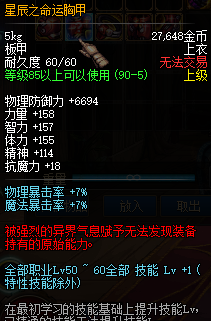 星辰之命运胸甲
5kg 27,648金币
板甲 上衣
耐久度 60/60 无法交易
等级85以上可以使用 (90-5) 上级
物理防御力 +6694
力量 +158
智力 +157
体力 +155
精神 +114
抗魔力 +18
物理暴击率 +7%
魔法暴击率 +7%
放入 取出
被强烈的异界气息赋予无法发现装备
持有的原始能力。
全部职业Lv50 ~ 60全部 技能 Lv +1 (
特性技能除外)
在最初学习的技能基础上提升技能Lv,